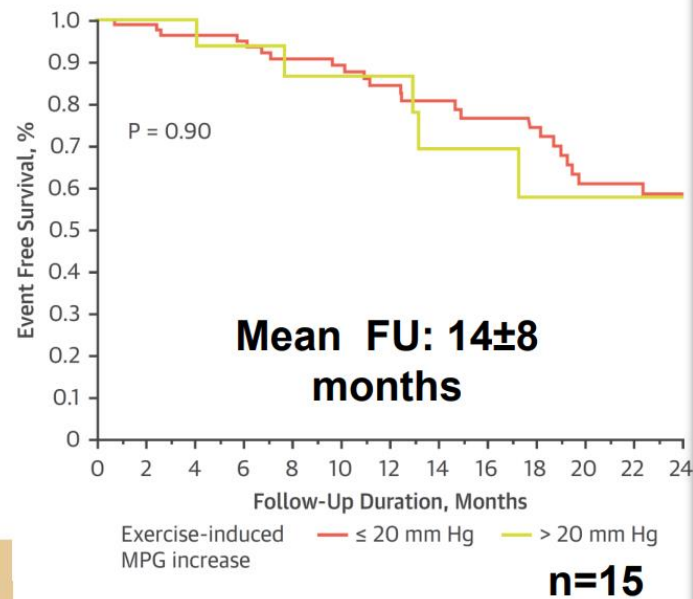 Event Free Survival, %
1.0
0.9
0.8
0.7
0.6
0.5
0.4
0.3
0.2
0.1
0
P = 0.90
Mean FU: 14±8
months
0 2 4 6 8 10 12 14 16 18 20 22 24
Follow-Up Duration, Months
Exercise-induced
MPG increase
≤ 20 mm Hg
> 20 mm Hg
n=15